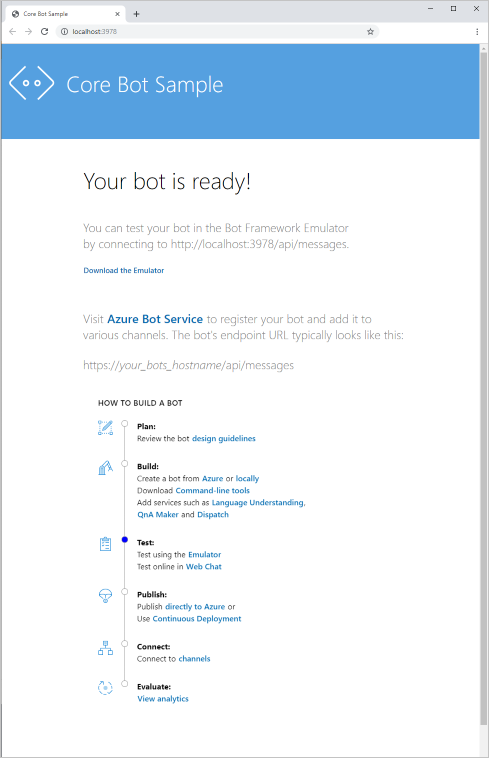 Core Bot Sample
localhost:3978
Core Bot Sample
Your bot is ready!
You can test your bot in the Bot Framework Emulator
by connecting to http://localhost:3978/api/messages.
Download the Emulator
Visit Azure Bot Service to register your bot and add it to
various channels. The bot's endpoint URL typically looks like this:
https://your_bots_hostname/api/messages
HOW TO BUILD A BOT
Plan:
Review the bot design guidelines
Build:
Create a bot from Azure or locally
Download Command-line tools
Add services such as Language Understanding,
QnA Maker and Dispatch
Test:
Test using the Emulator
Test online in Web Chat
Publish:
Publish directly to Azure or
Use Continuous Deployment
Connect:
Connect to channels
Evaluate:
View analytics